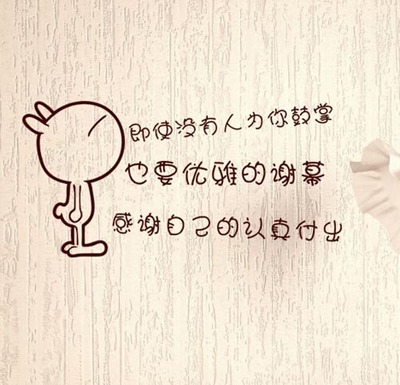 即使没有人为你鼓掌
也要优雅的谢幕
感谢自己的认真付出